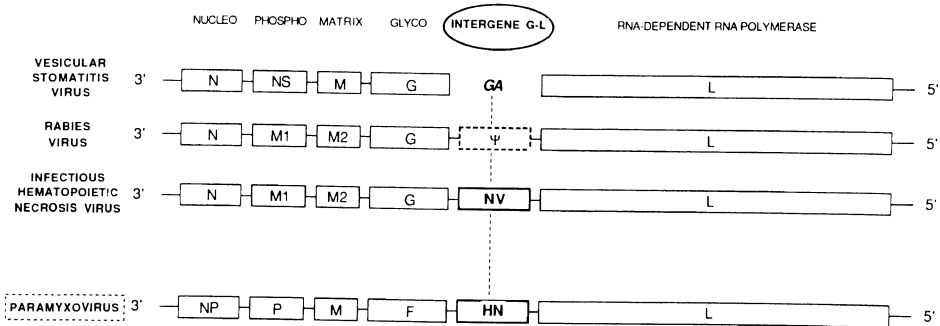 NUCLEO PHOSPHO MATRIX GLYCO INTERGENE G-L RNA-DEPENDENT RNA POLYMERASE
VESICULAR
STOMATITIS
VIRUS
3' N NS M G GA L 5'
RABIES
VIRUS
3' N M1 M2 G Ψ L 5'
INFECTIOUS
HEMATOPOIETIC
NECROSIS VIRUS
3' N M1 M2 G NV L 5'
PARAMYXOVIRUS 3' NP P M F HN L 5'